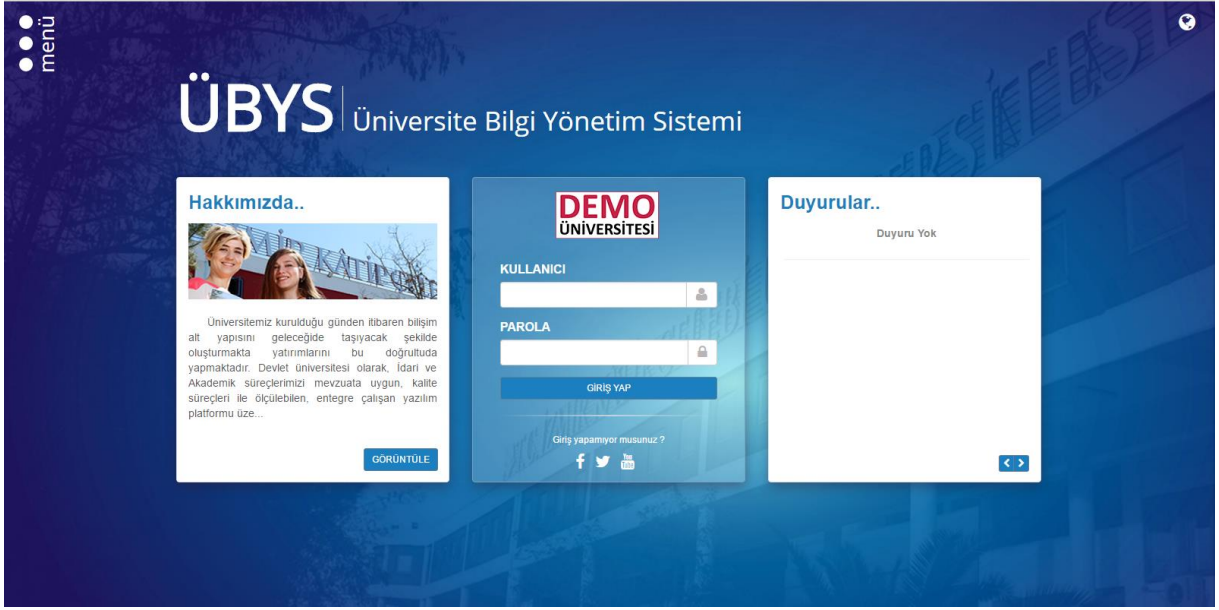 menü
ÜBYS Üniversite Bilgi Yönetim Sistemi
Hakkımızda..
Üniversitemiz kurulduğu günden itibaren bilişim
alt yapısını geleceğide taşıyacak şekilde
oluşturmakta yatırımlarını bu doğrultuda
yapmaktadır. Devlet üniversitesi olarak, İdari ve
Akademik süreçlerimizi mevzuata uygun, kalite
süreçleri ile ölçülebilen, entegre çalışan yazılım
platformu üze...
GÖRÜNTÜLE
DEMO
ÜNİVERSİTESİ
KULLANICI
PAROLA
GİRİŞ YAP
Giriş yapamıyor musunuz ?
You
Tube
Duyurular..
Duyuru Yok